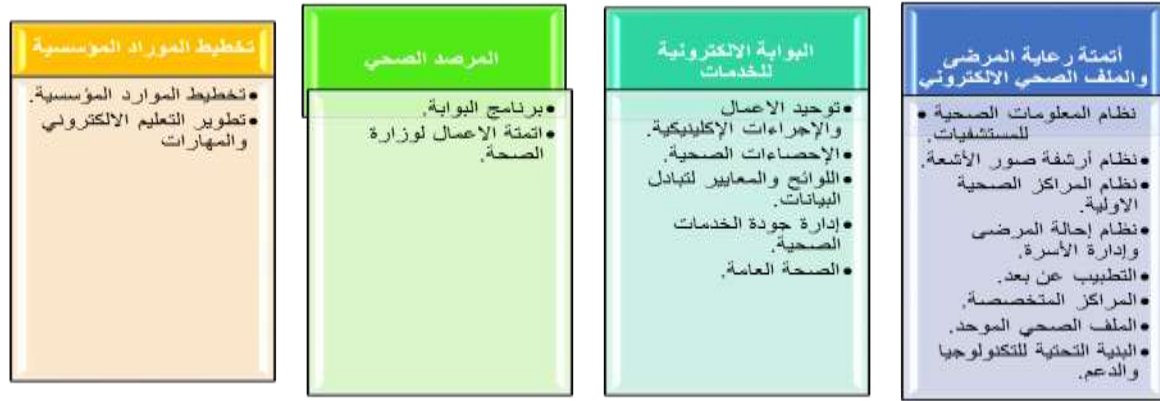 أتمتة رعاية المرضى
والملف الصحي الالكتروني
• نظام المعلومات الصحية
للمستشفيات.
• نظام أرشفة صور الأشعة.
• نظام المراكز الصحية
الاولية.
• نظام إحالة المرضى
وإدارة الأسرة.
• التطبيب عن بعد.
• المراكز المتخصصة.
• الملف الصحي الموحد.
• البنية التحتية للتكنولوجيا
والدعم.
البوابة الالكترونية
للخدمات
• توحيد الاعمال
والإجراءات الإكلينيكية.
• الإحصاءات الصحية.
• اللوائح والمعايير لتبادل
البيانات.
• إدارة جودة الخدمات
الصحية.
• الصحة العامة.
المرصد الصحي
• برنامج البوابة.
• اتمتة الاعمال لوزارة
الصحة.
تخطيط الموراد المؤسسية
• تخطيط الموارد المؤسسية.
• تطوير التعليم الالكتروني
والمهارات